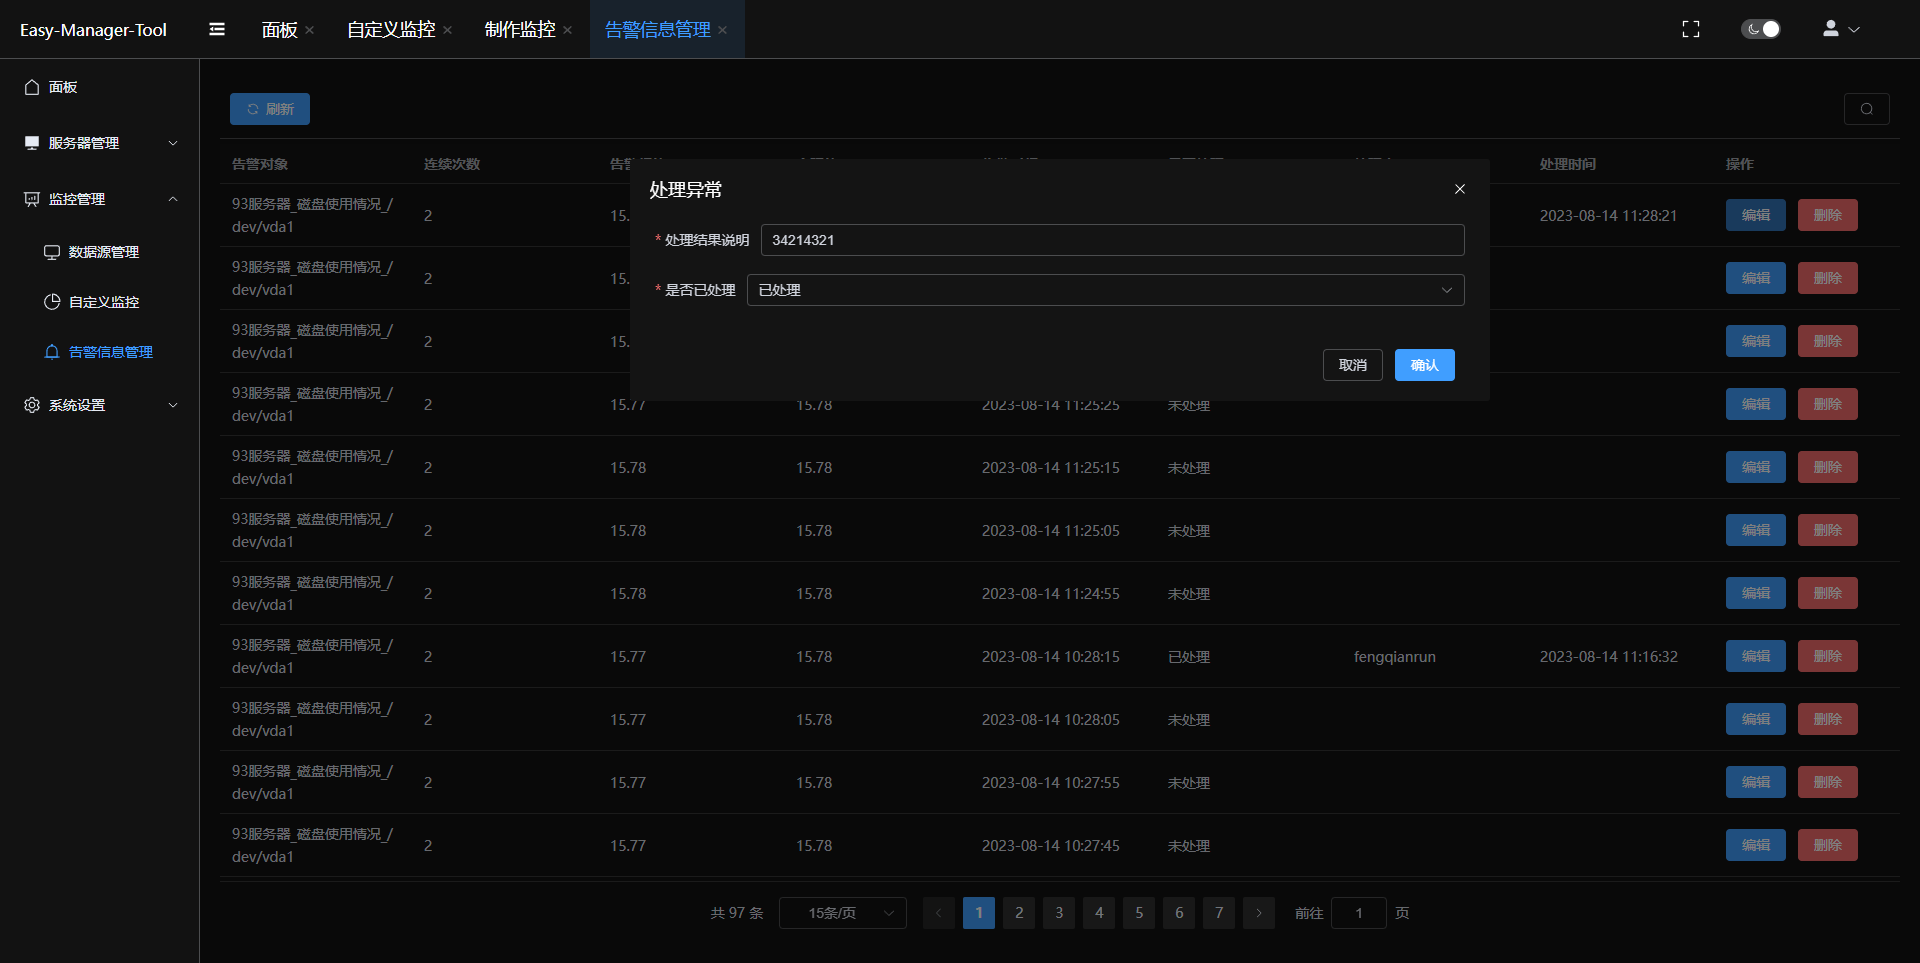 Easy-Manager-Tool
面板
自定义监控
制作监控
告警信息管理
面板
服务器管理
监控管理
数据源管理
自定义监控
告警信息管理
系统设置
刷新
告警对象 连续次数 处理时间 操作
处理异常
* 处理结果说明 34214321
* 是否已处理 已处理
取消 确认
93服务器_磁盘使用情况_/
dev/vda1
2 15. 2023-08-14 11:28:21 编辑 删除
93服务器_磁盘使用情况_/
dev/vda1
2 15. 编辑 删除
93服务器_磁盘使用情况_/
dev/vda1
2 15. 编辑 删除
93服务器_磁盘使用情况_/
dev/vda1
2 15.77 15.78 2023-08-14 11:25:25 未处理 编辑 删除
93服务器_磁盘使用情况_/
dev/vda1
2 15.78 15.78 2023-08-14 11:25:15 未处理 编辑 删除
93服务器_磁盘使用情况_/
dev/vda1
2 15.78 15.78 2023-08-14 11:25:05 未处理 编辑 删除
93服务器_磁盘使用情况_/
dev/vda1
2 15.78 15.78 2023-08-14 11:24:55 未处理 编辑 删除
93服务器_磁盘使用情况_/
dev/vda1
2 15.77 15.78 2023-08-14 10:28:15 已处理 fengqianrun 2023-08-14 11:16:32 编辑 删除
93服务器_磁盘使用情况_/
dev/vda1
2 15.77 15.78 2023-08-14 10:28:05 未处理 编辑 删除
93服务器_磁盘使用情况_/
dev/vda1
2 15.77 15.78 2023-08-14 10:27:55 未处理 编辑 删除
93服务器_磁盘使用情况_/
dev/vda1
2 15.77 15.78 2023-08-14 10:27:45 未处理 编辑 删除
共 97 条 15条/页 1 2 3 4 5 6 7 前往 1 页